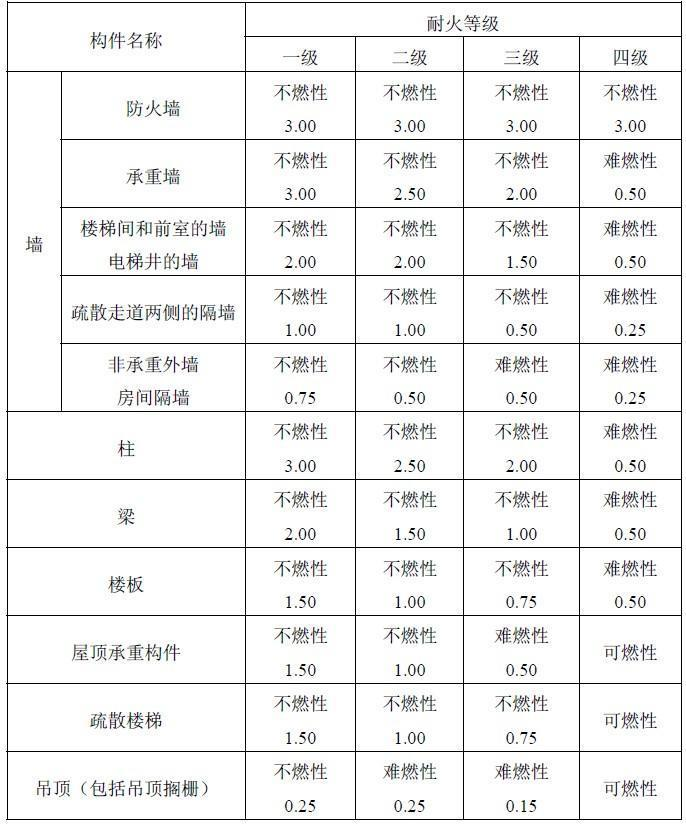 构件名称
耐火等级
一级 二级 三级 四级
墙
防火墙
不燃性 不燃性 不燃性 不燃性
3.00 3.00 3.00 3.00
承重墙
不燃性 不燃性 不燃性 难燃性
3.00 2.50 2.00 0.50
楼梯间和前室的墙
电梯井的墙
不燃性 不燃性 不燃性 难燃性
2.00 2.00 1.50 0.50
疏散走道两侧的隔墙
不燃性 不燃性 不燃性 难燃性
1.00 1.00 0.50 0.25
非承重外墙
房间隔墙
不燃性 不燃性 难燃性 难燃性
0.75 0.50 0.50 0.25
柱
不燃性 不燃性 不燃性 难燃性
3.00 2.50 2.00 0.50
梁
不燃性 不燃性 不燃性 难燃性
2.00 1.50 1.00 0.50
楼板
不燃性 不燃性 不燃性 难燃性
1.50 1.00 0.75 0.50
屋顶承重构件
不燃性 不燃性 难燃性 可燃性
1.50 1.00 0.50
疏散楼梯
不燃性 不燃性 不燃性 可燃性
1.50 1.00 0.75
吊顶（包括吊顶搁栅）
不燃性 难燃性 难燃性 可燃性
0.25 0.25 0.15